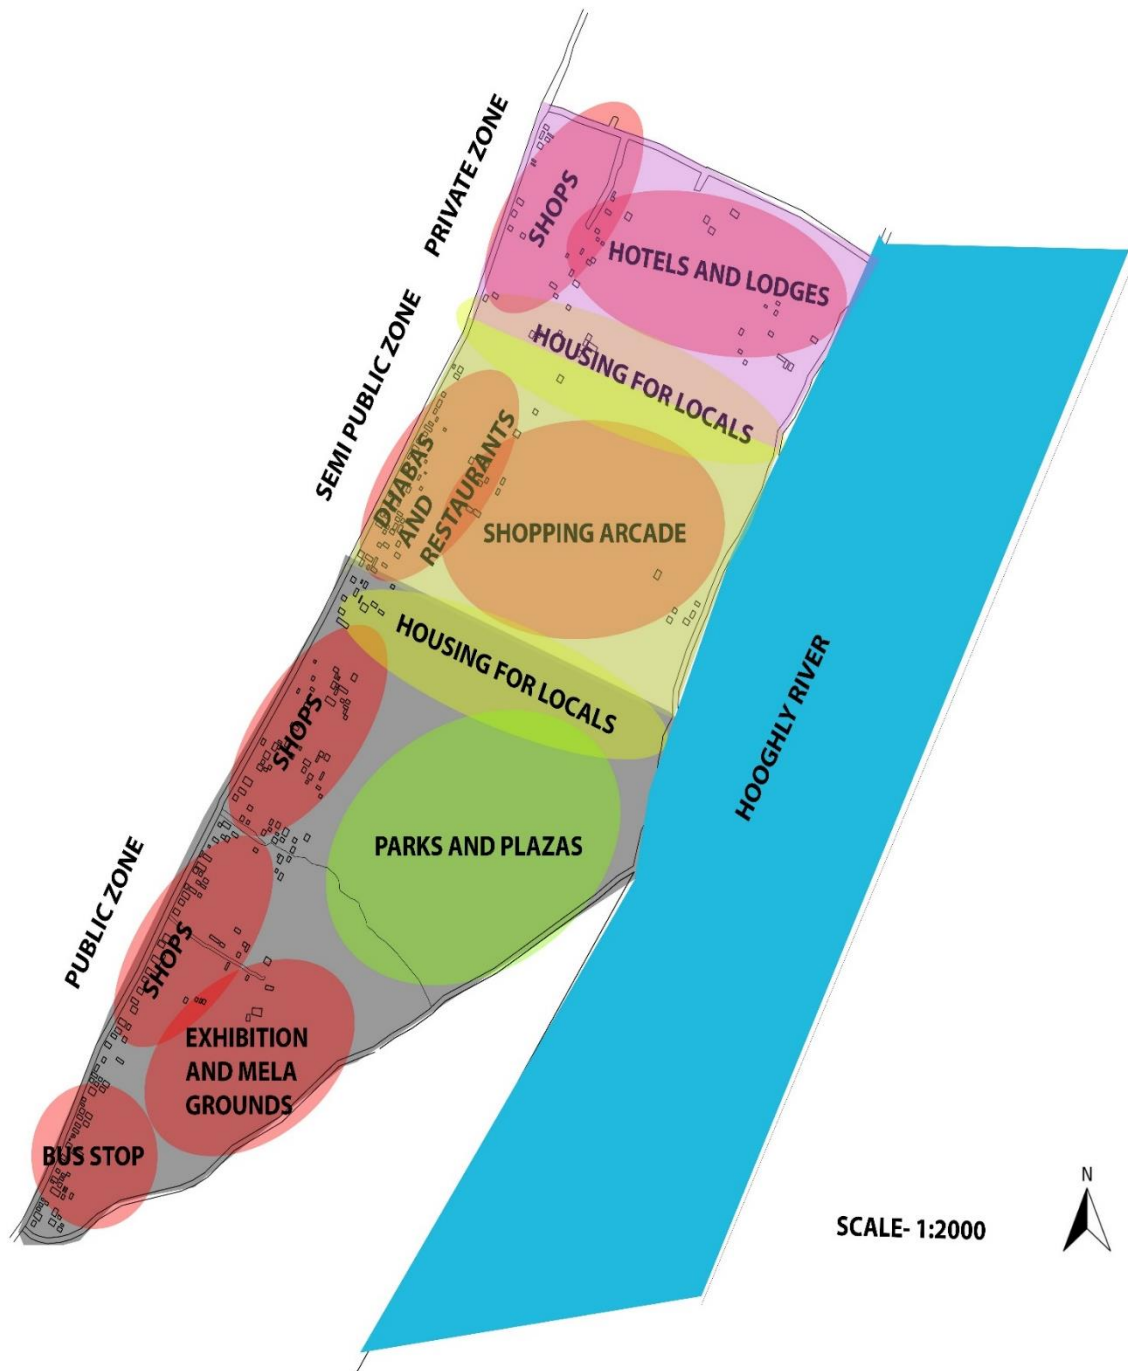 PRIVATE ZONE
SHOPS
HOTELS AND LODGES
HOUSING FOR LOCALS
SEMI PUBLIC ZONE
DHABAS
AND
RESTAURANTS
SHOPPING ARCADE
HOUSING FOR LOCALS
SHOPS
HOOGHLY RIVER
PARKS AND PLAZAS
PUBLIC ZONE
SHOPS
EXHIBITION
AND MELA
GROUNDS
BUS STOP
N
SCALE- 1:2000